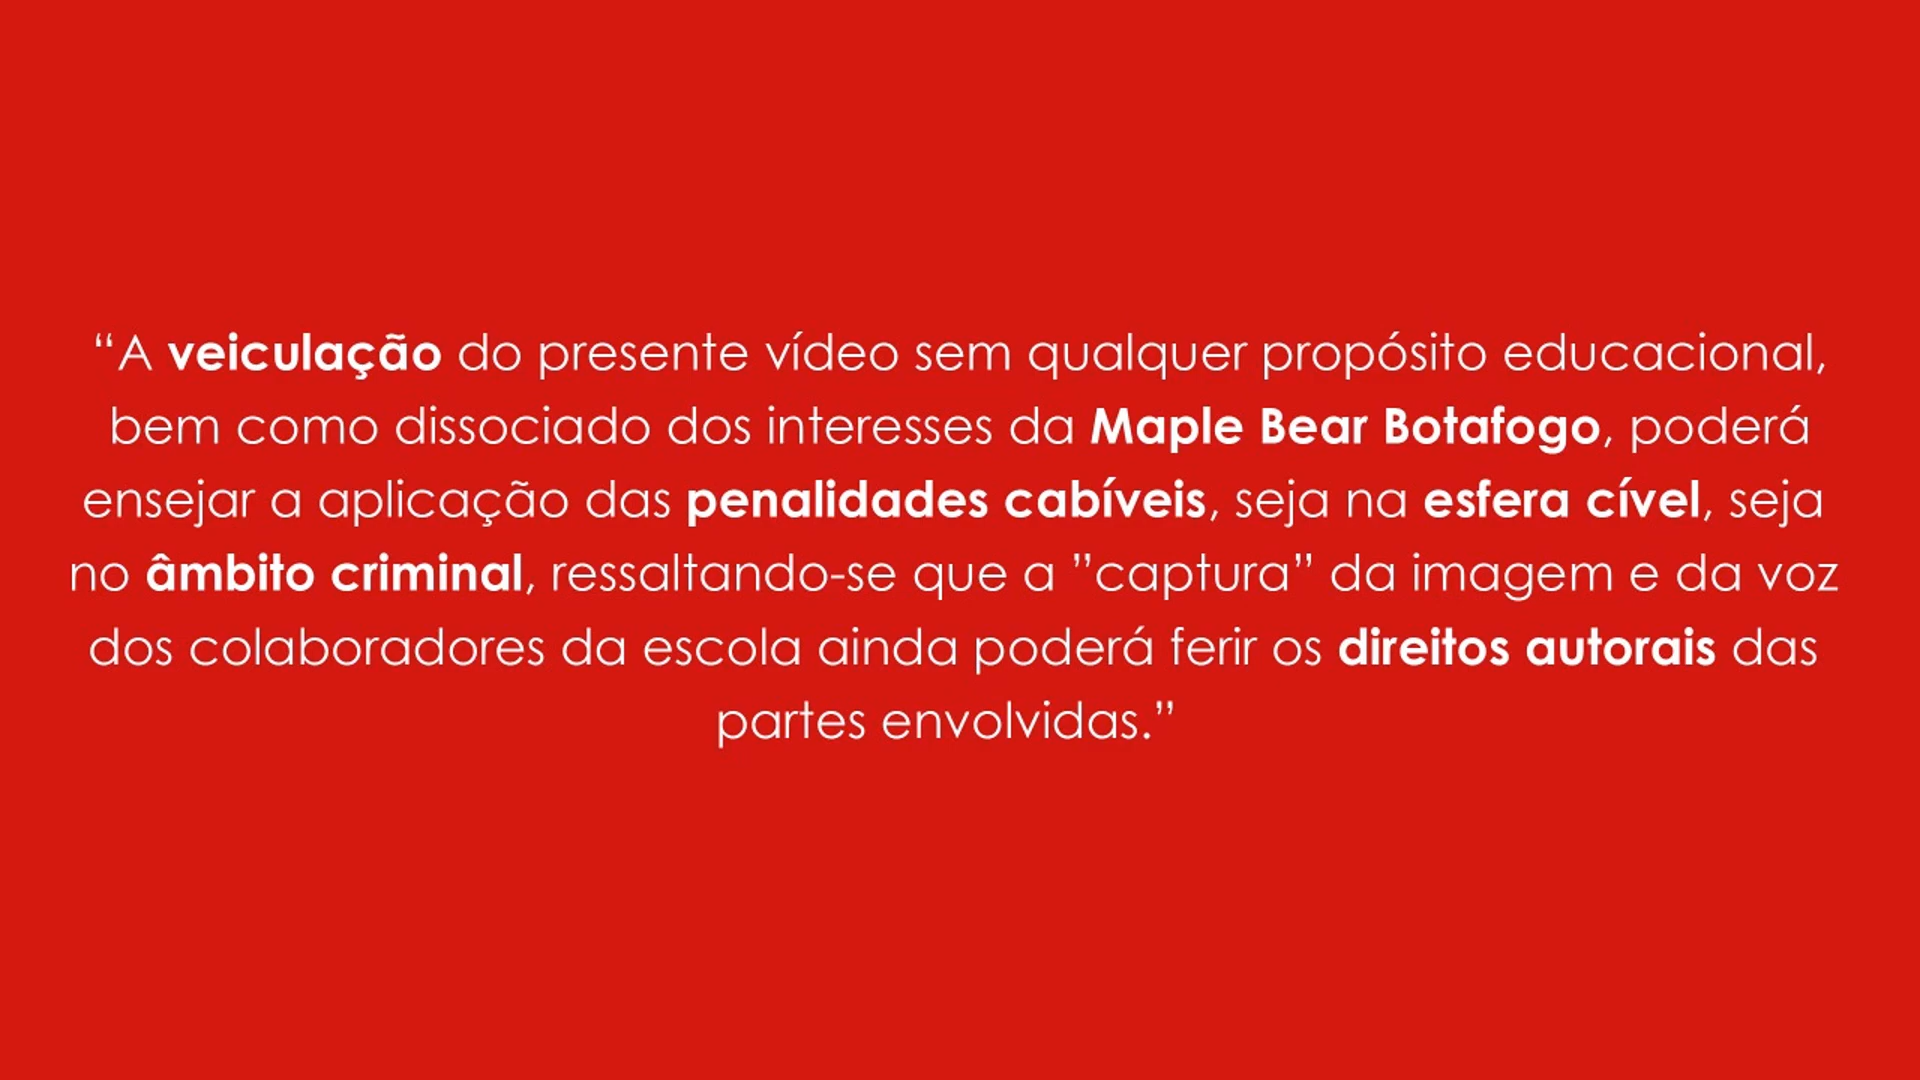 “A veiculação do presente vídeo sem qualquer propósito educacional,
bem como dissociado dos interesses da Maple Bear Botafogo, poderá
ensejar a aplicação das penalidades cabíveis, seja na esfera cível, seja
no âmbito criminal, ressaltando-se que a ”captura” da imagem e da voz
dos colaboradores da escola ainda poderá ferir os direitos autorais das
partes envolvidas.”